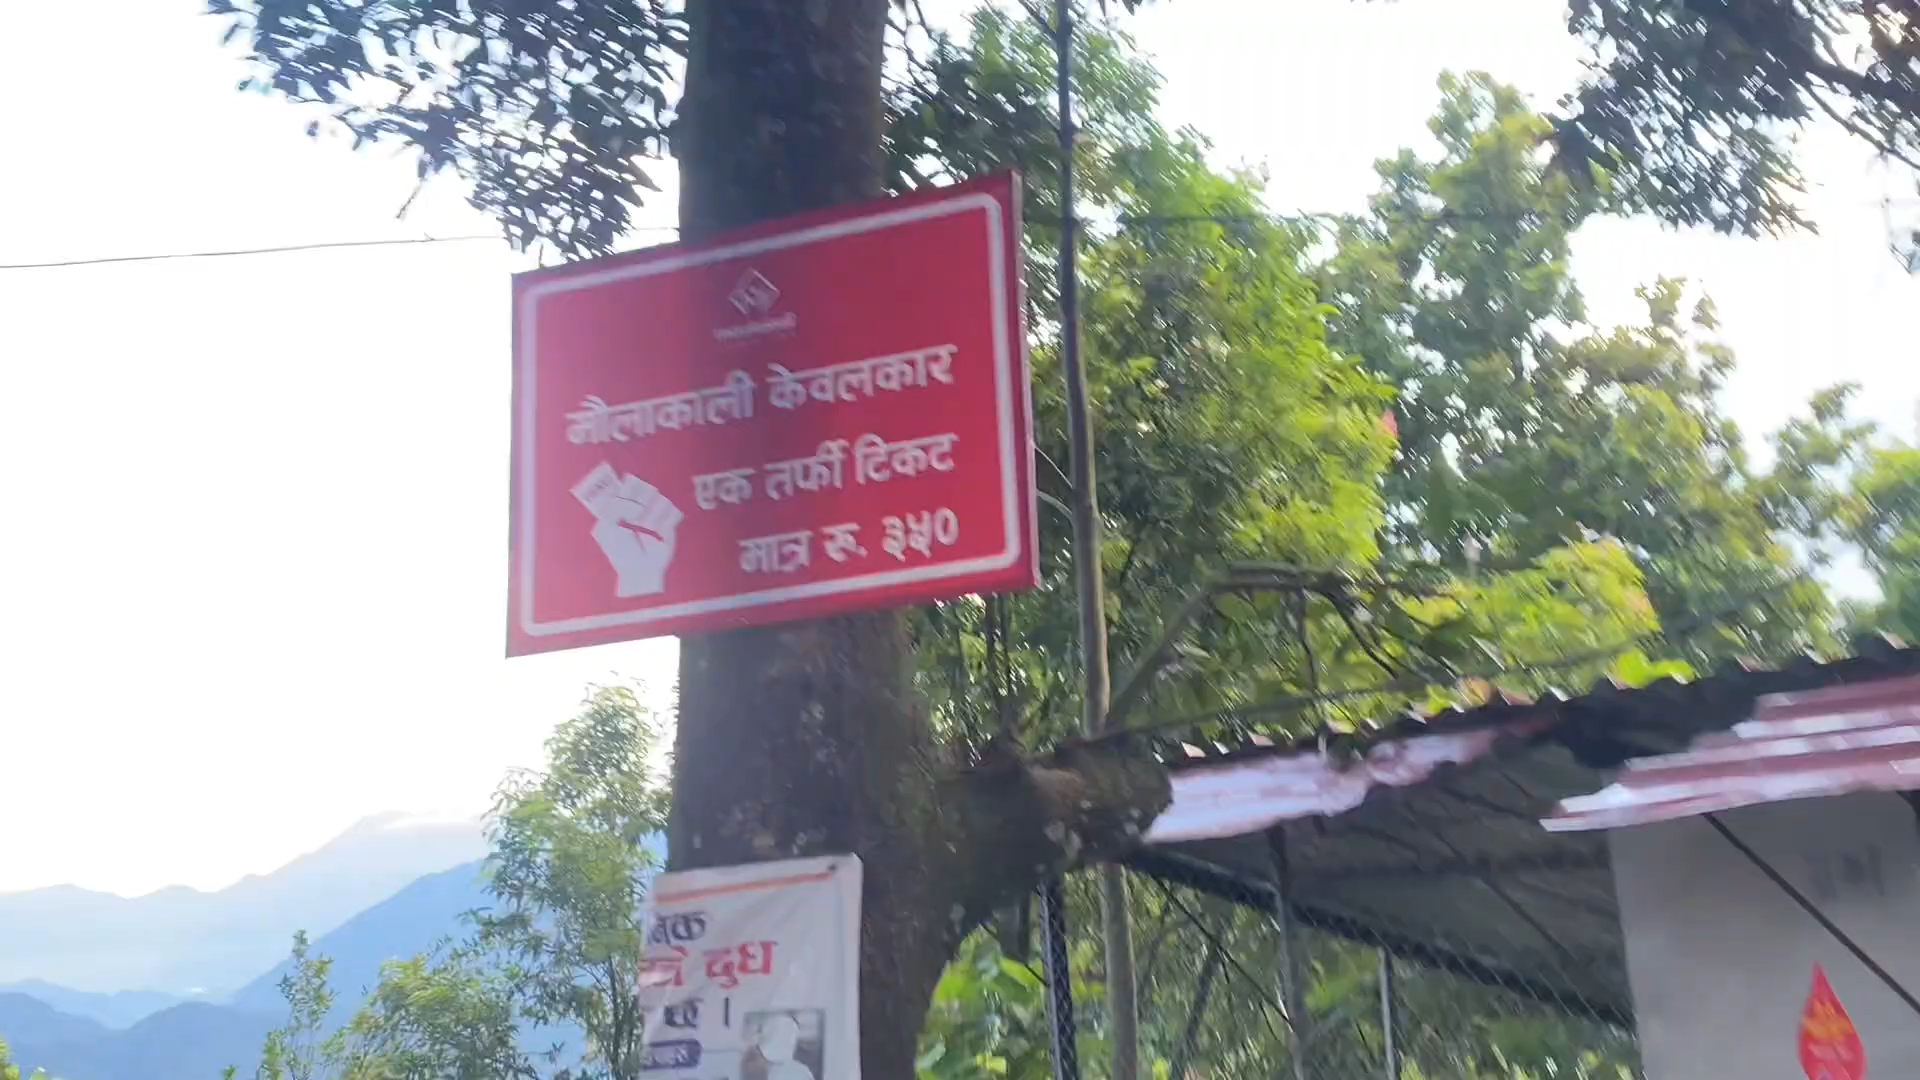 मौलाकाली केवलकार
एक तर्फी टिकट
मात्र रू. ३५०
दुध
छ ।